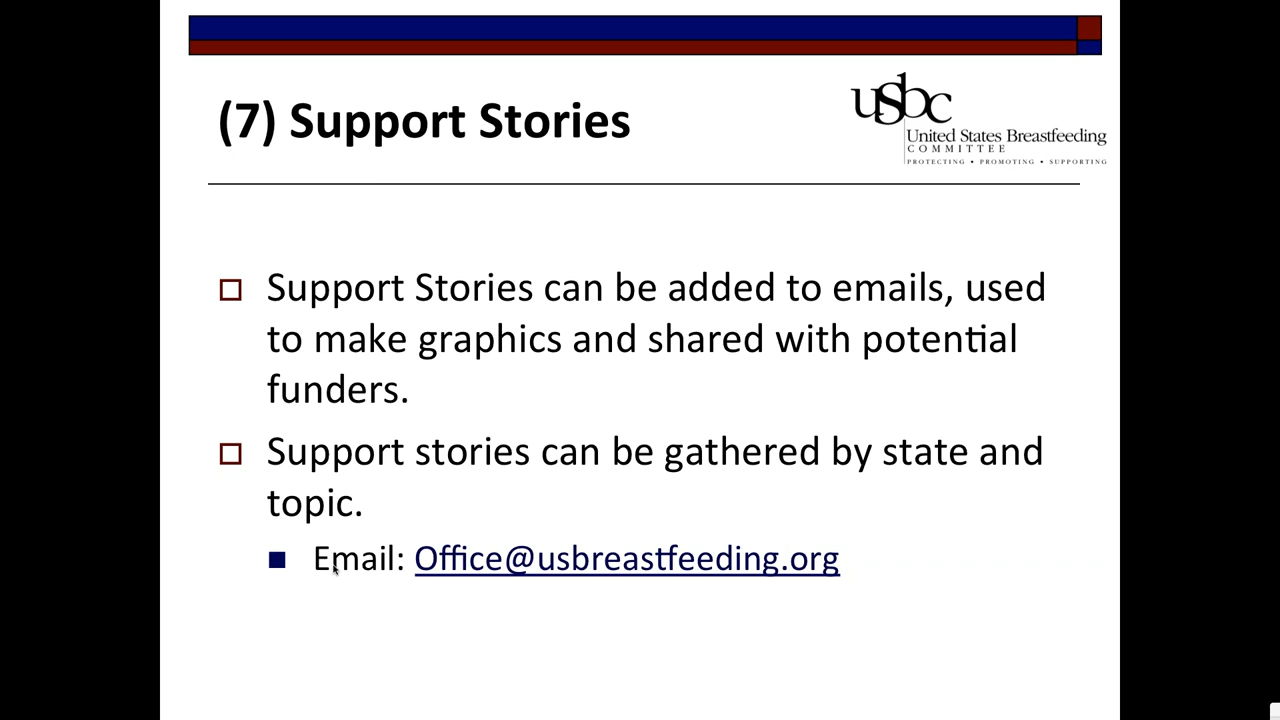 (7) Support Stories
usbc
United States Breastfeeding
COMMITTEE
PROTECTING • PROMOTING • SUPPORTING
Support Stories can be added to emails, used
to make graphics and shared with potential
funders.
Support stories can be gathered by state and
topic.
Email: Office@usbreastfeeding.org